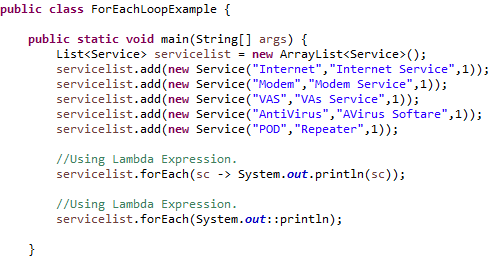 public class ForEachLoopExample {
public static void main(String[] args) {
List<Service> servicelist = new ArrayList<Service>();
servicelist.add(new Service("Internet","Internet Service",1));
servicelist.add(new Service("Modem","Modem Service",1));
servicelist.add(new Service("VAS","VAs Service",1));
servicelist.add(new Service("AntiVirus","AVirus Softare",1));
servicelist.add(new Service("POD","Repeater",1));
//Using Lambda Expression.
servicelist.forEach(sc -> System.out.println(sc));
//Using Lambda Expression.
servicelist.forEach(System.out::println);
}